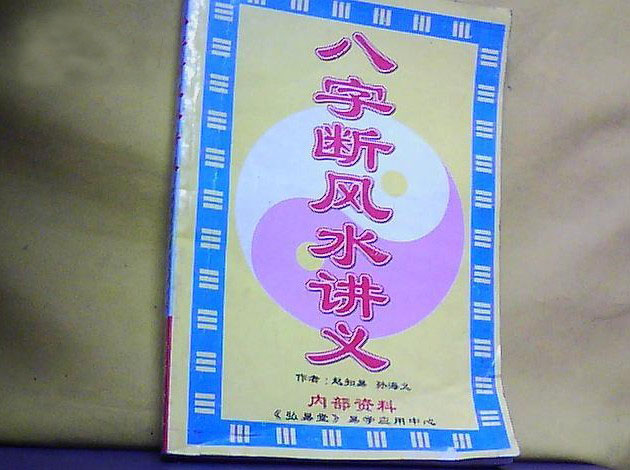 八字断风水讲义
作者:赵知易 孙海义
内部资料
《弘易堂》易学应用中心